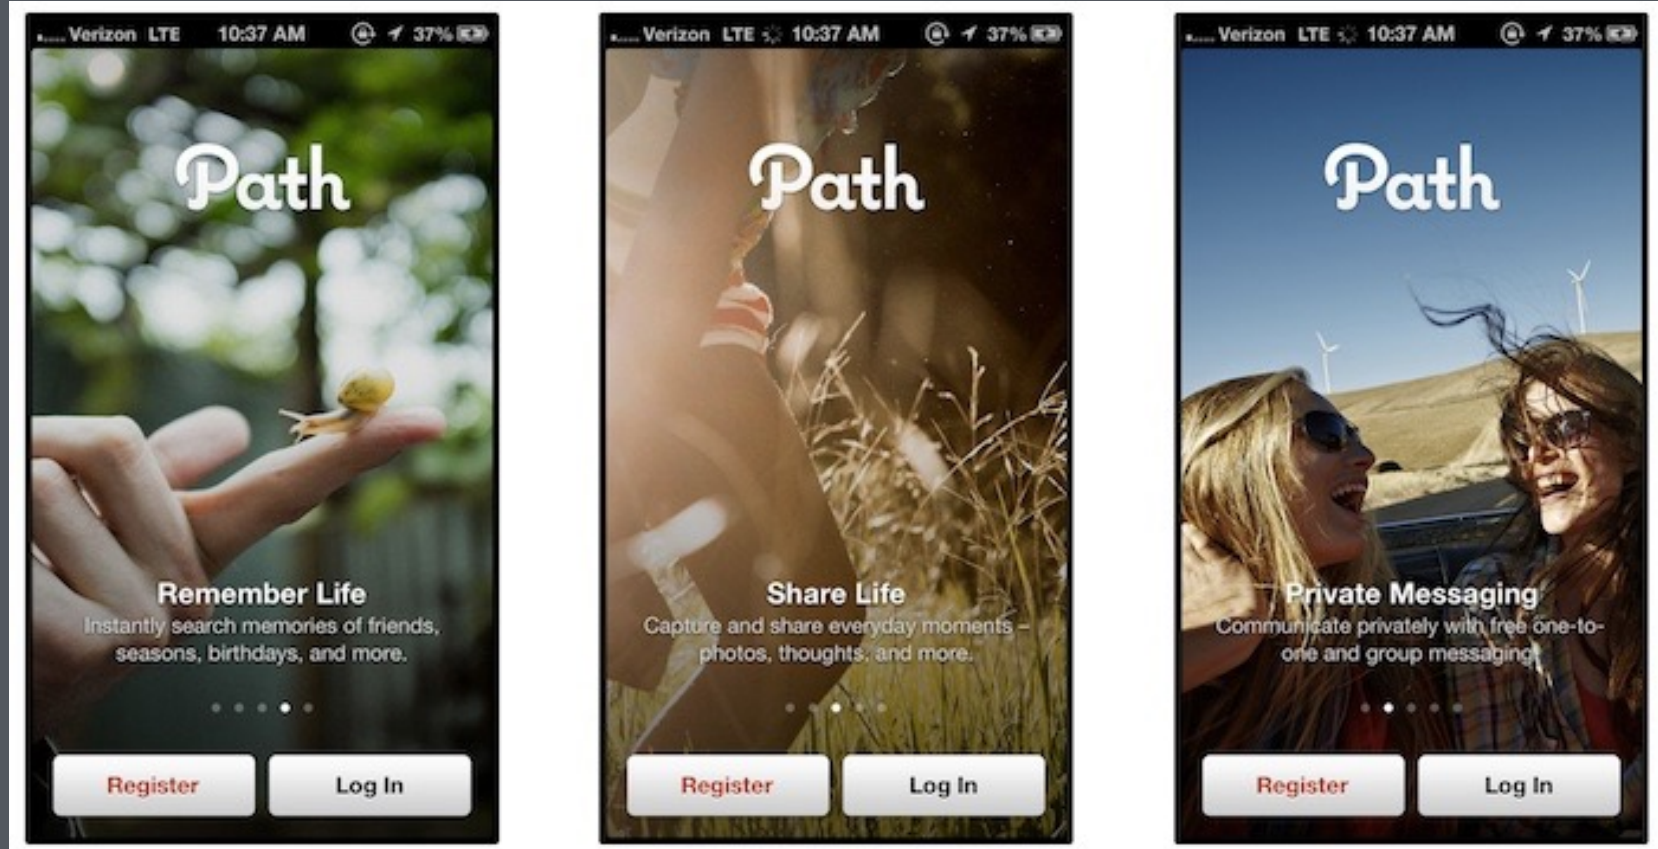 Verizon LTE 10:37 AM 37%
Path
Remember Life
Instantly search memories of friends,
seasons, birthdays, and more.
Register Log In
Verizon LTE 10:37 AM 37%
Path
Share Life
Capture and share everyday moments –
photos, thoughts, and more.
Register Log In
Verizon LTE 10:37 AM 37%
Path
Private Messaging
Communicate privately with free one-to-
one and group messaging.
Register Log In